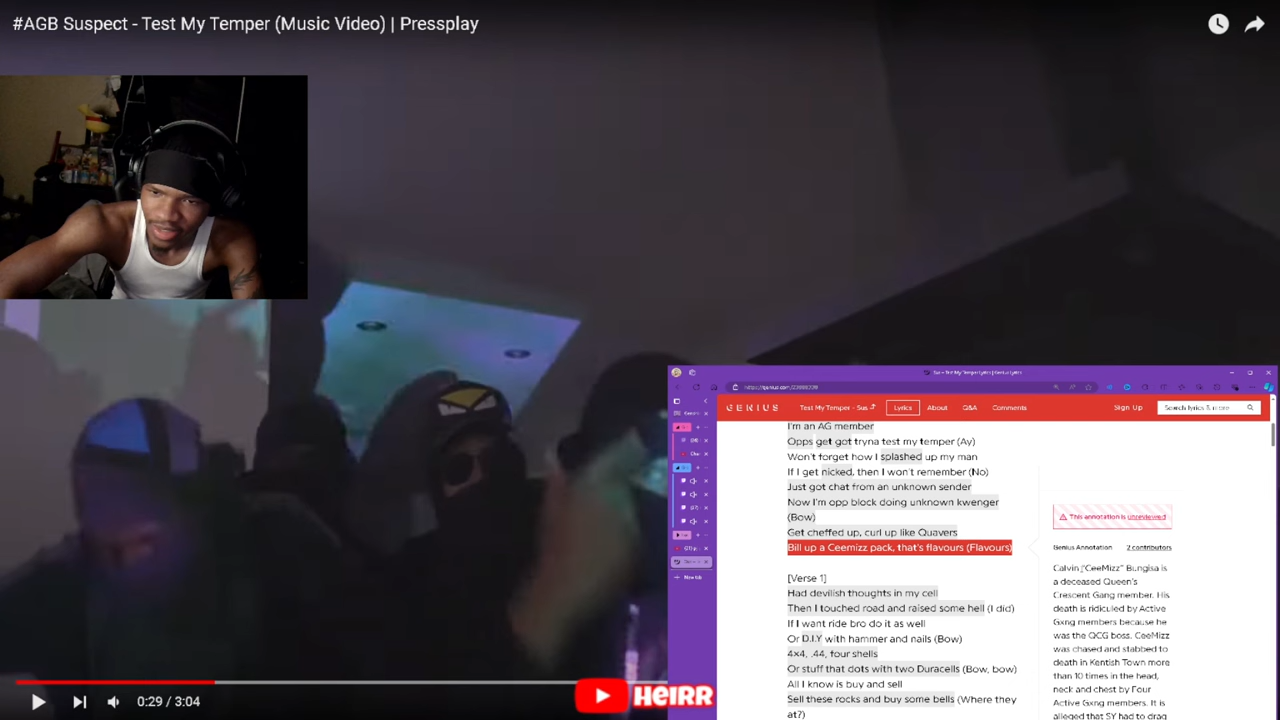 #AGB Suspect - Test My Temper (Music Video) | Pressplay
GENIUS
Test My Temper - Sus
Lyrics
About
Q&A
Comments
Sign Up
Search lyrics & more
I'm an AG member
Opps get got tryna test my temper (Ay)
Won't forget how I splashed up my man
If I get nicked, then I won't remember (No)
Just got chat from an unknown sender
Now I'm opp block doing unknown kwenger
(Bow)
Get cheffed up, curl up like Quavers
Bill up a Ceemizz pack, that's flavours (Flavours)
[Verse 1]
Had devilish thoughts in my cell
Then I touched road and raised some hell (I did)
If I want ride bro do it as well
Or D.I.Y with hammer and nails (Bow)
4x4, .44, four shells
Or stuff that dots with two Duracells (Bow, bow)
All I know is buy and sell
Sell these rocks and buy some bells (Where they
at?)
This annotation is unreviewed
Genius Annotation
2 contributors
Calvin j"CeeMizz" Bungisa is
a deceased Queen's
Crescent Gang member. His
death is ridiculed by Active
Gxng members because he
was the QCG boss. CeeMizz
was chased and stabbed to
death in Kentish Town more
than 10 times in the head,
neck and chest by Four
Active Gxng members. It is
alleged that SY had to drag
New tab
0:29 / 3:04
HEIRR